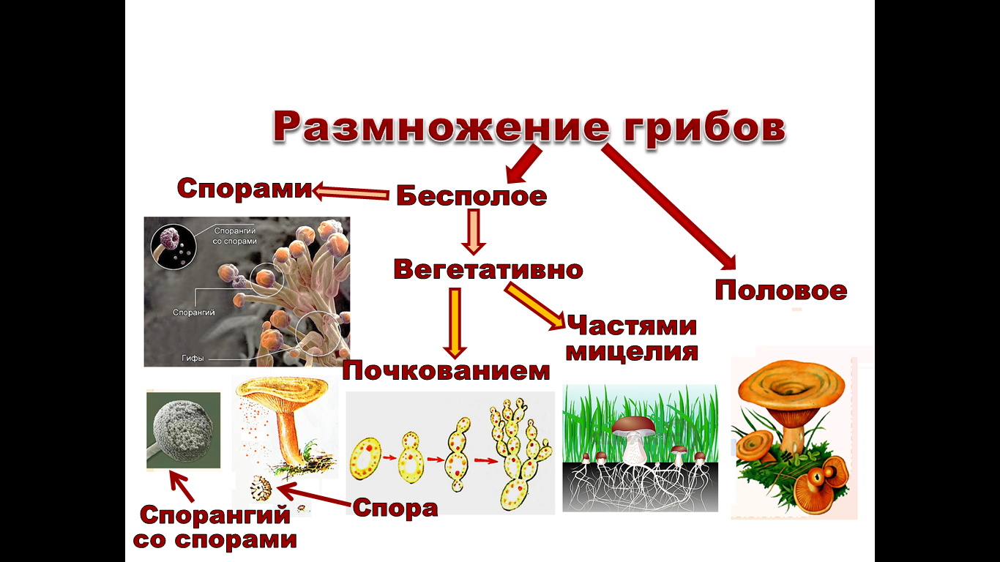 Размножение грибов
Спорами
Бесполое
Вегетативно
Половое
Частями
мицелия
Почкованием
Спорангий
со спорами
Спорангий
Гифы
Спора
Спорангий
со спорами